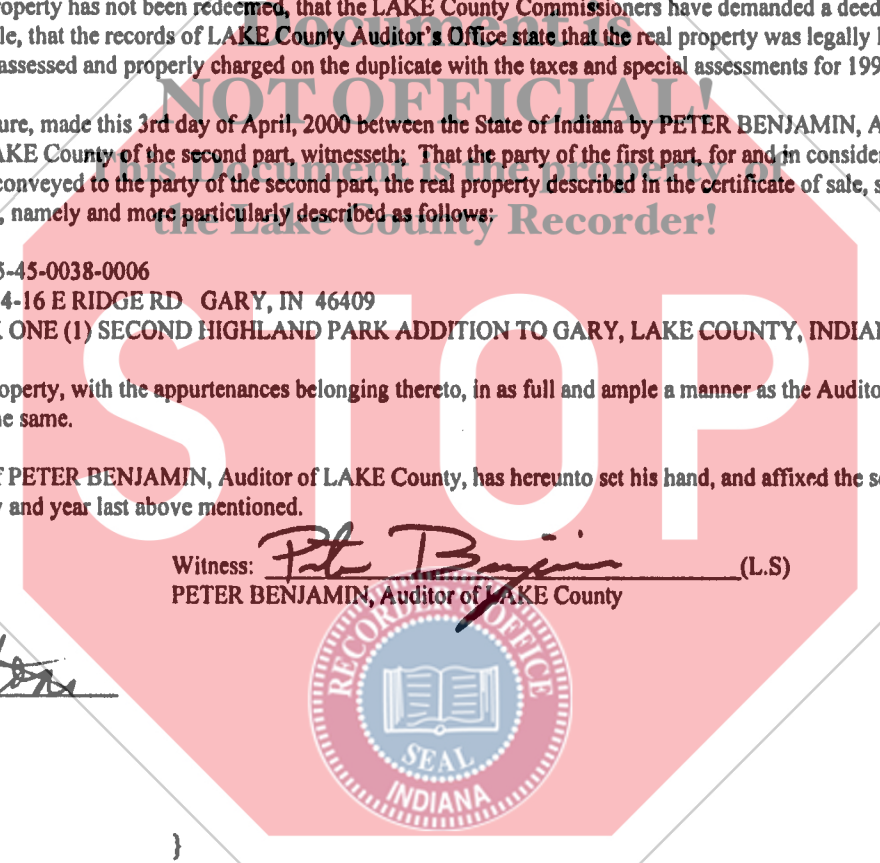 roperty has not been redeemed, that the LAKE County Commissioners have demanded a deed
Document is
le, that the records of LAKE County Auditor's Office state that the real property was legally
assessed and properly charged on the duplicate with the taxes and special assessments for 199
NOT OFFICIAL!
ure, made this 3rd day of April, 2000 between the State of Indiana by PETER BENJAMIN, A
AKE County of the second part, witnesseth; That the party of the first part, for and in consider
This Document is the property of
conveyed to the party of the second part, the real property described in the certificate of sale, s
, namely and more particularly described as follows:
the Lake County Recorder!
5-45-0038-0006
4-16 E RIDGE RD GARY, IN 46409
K ONE (1) SECOND HIGHLAND PARK ADDITION TO GARY, LAKE COUNTY, INDIAN
STOP
operty, with the appurtenances belonging thereto, in as full and ample a manner as the Audito
he same.
F PETER BENJAMIN, Auditor of LAKE County, has hereunto set his hand, and affixed the se
y and year last above mentioned.
Witness: Peter Benjamin (L.S)
PETER BENJAMIN, Auditor of LAKE County
RECORDER'S OFFICE
SEAL
INDIANA
}